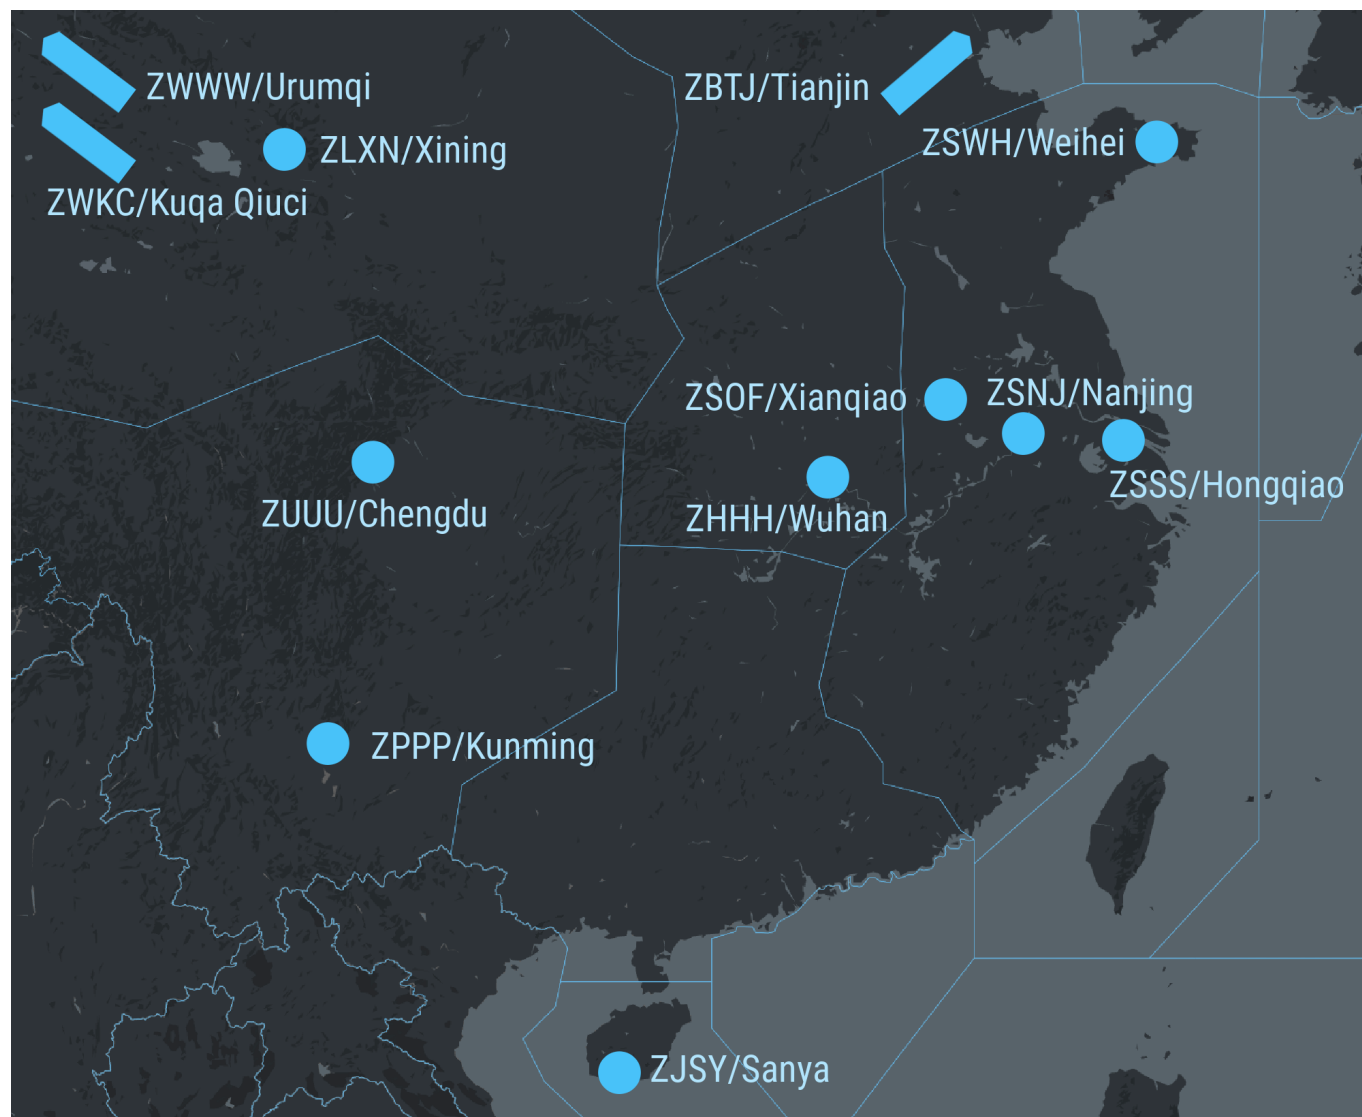 ZWWW/Urumqi
ZBTJ/Tianjin
ZSWH/Weihei
ZLXN/Xining
ZWKC/Kuqa Qiuci
ZSOF/Xianqiao
ZSNJ/Nanjing
ZSSS/Hongqiao
ZUUU/Chengdu
ZHHH/Wuhan
ZPPP/Kunming
ZJSY/Sanya